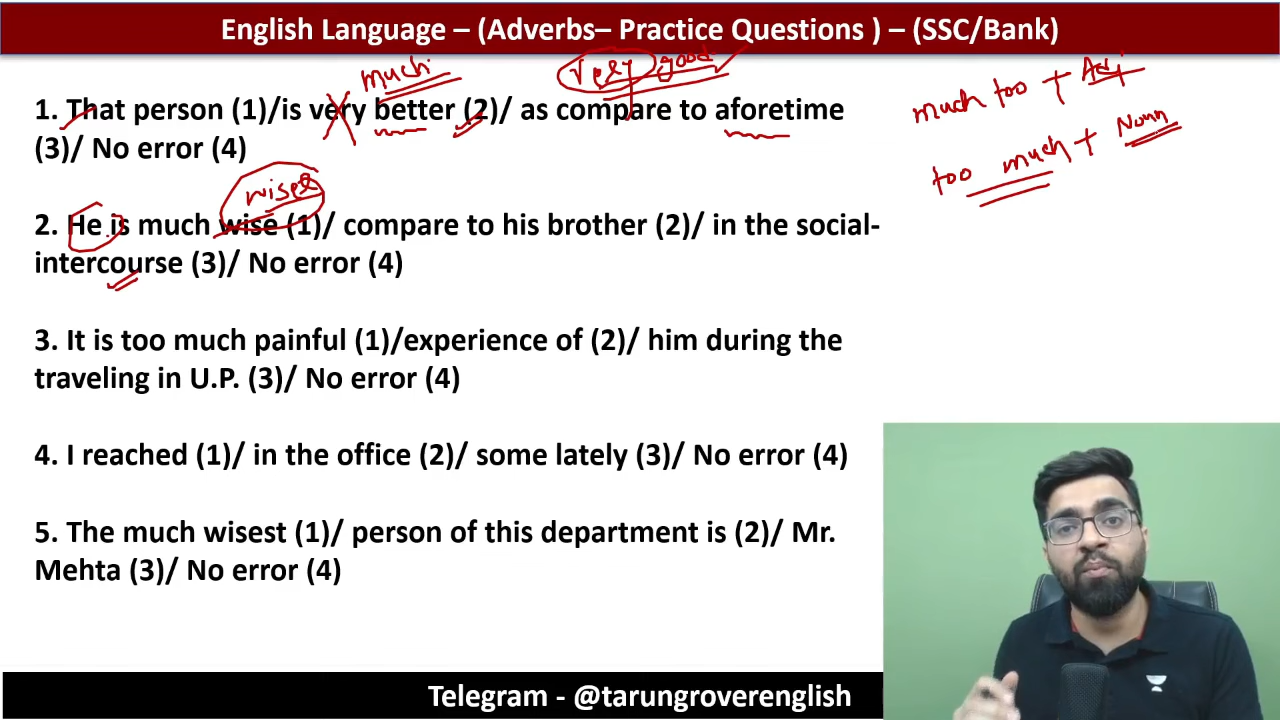 English Language – (Adverbs– Practice Questions ) – (SSC/Bank)
much
very good
much too + Adj
too much + Noun
1. That person (1)/is very better (2)/ as compare to aforetime
(3)/ No error (4)
wiser
2. He is much wise (1)/ compare to his brother (2)/ in the social-
intercourse (3)/ No error (4)
3. It is too much painful (1)/experience of (2)/ him during the
traveling in U.P. (3)/ No error (4)
4. I reached (1)/ in the office (2)/ some lately (3)/ No error (4)
5. The much wisest (1)/ person of this department is (2)/ Mr.
Mehta (3)/ No error (4)
Telegram - @tarungroverenglish